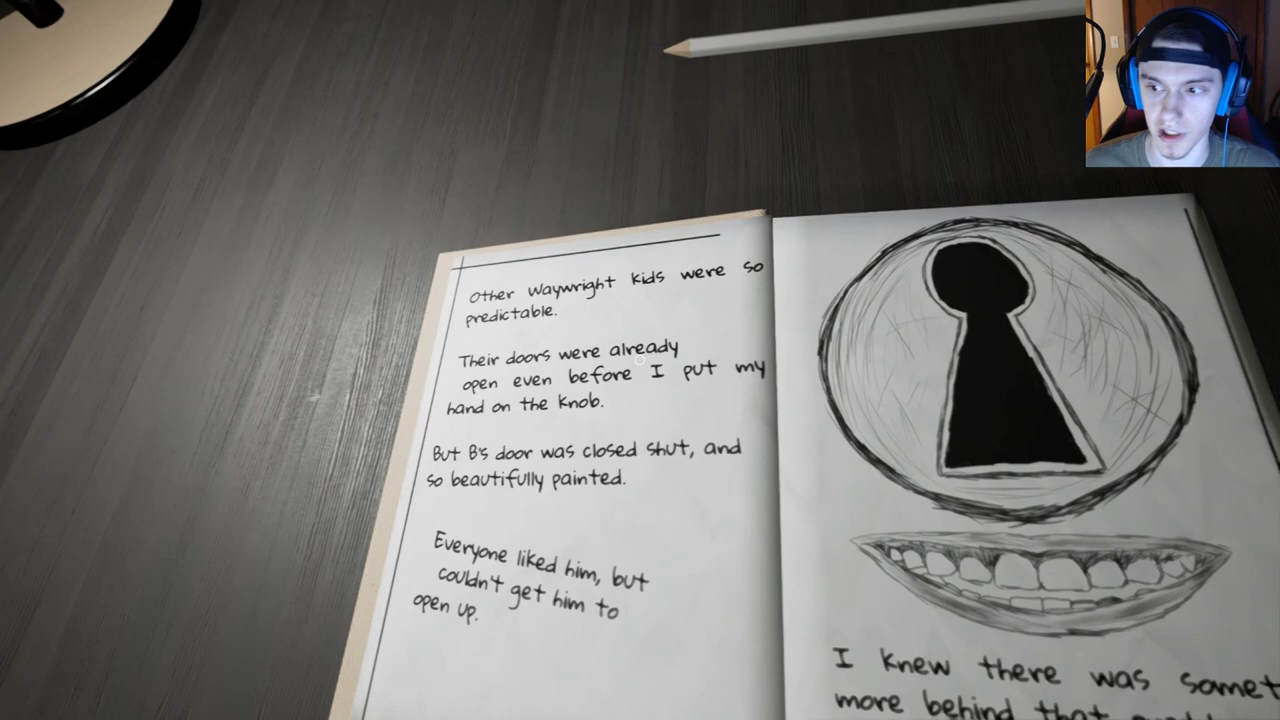 Other Waywright kids were so
predictable.
Their doors were already
open even before I put my
hand on the knob.
But B's door was closed shut, and
so beautifully painted.
Everyone liked him, but
couldn't get him to
open up.
I knew there was
more behind that